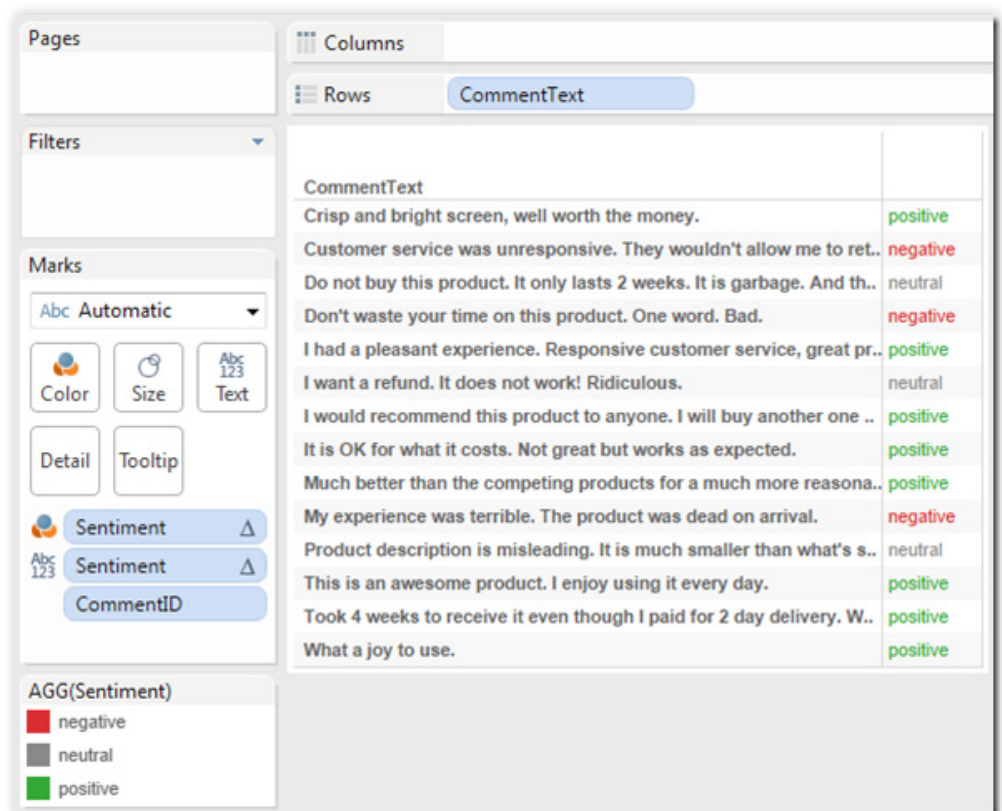 Pages
Columns
Rows CommentText
Filters
CommentText
Crisp and bright screen, well worth the money. positive
Customer service was unresponsive. They wouldn't allow me to ret.. negative
Marks
Do not buy this product. It only lasts 2 weeks. It is garbage. And th.. neutral
Abc Automatic
Don't waste your time on this product. One word. Bad. negative
I had a pleasant experience. Responsive customer service, great pr.. positive
Abc
123
Color Size Text
I want a refund. It does not work! Ridiculous. neutral
I would recommend this product to anyone. I will buy another one .. positive
It is OK for what it costs. Not great but works as expected. positive
Detail Tooltip
Much better than the competing products for a much more reasona.. positive
My experience was terrible. The product was dead on arrival. negative
Sentiment Δ
Product description is misleading. It is much smaller than what's s.. neutral
Abc
123
Sentiment Δ
This is an awesome product. I enjoy using it every day. positive
CommentID
Took 4 weeks to receive it even though I paid for 2 day delivery. W.. positive
What a joy to use. positive
AGG(Sentiment)
negative
neutral
positive